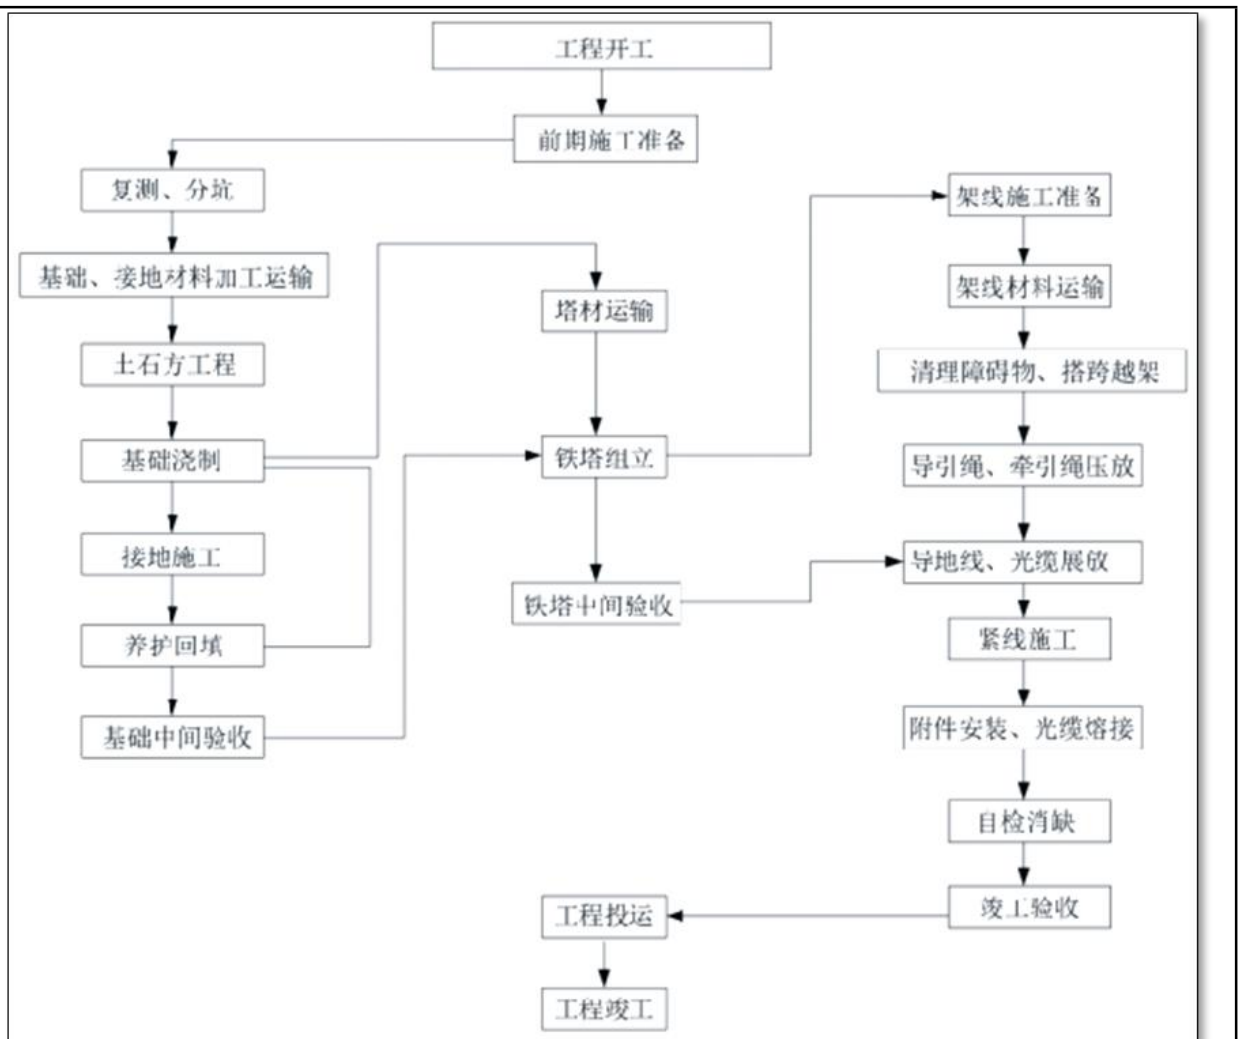 工程开工
前期施工准备
复测、分坑
基础、接地材料加工运输
土石方工程
基础浇制
接地施工
养护回填
基础中间验收
塔材运输
铁塔组立
铁塔中间验收
架线施工准备
架线材料运输
清理障碍物、搭跨越架
导引绳、牵引绳压放
导地线、光缆展放
紧线施工
附件安装、光缆熔接
自检消缺
竣工验收
工程投运
工程竣工